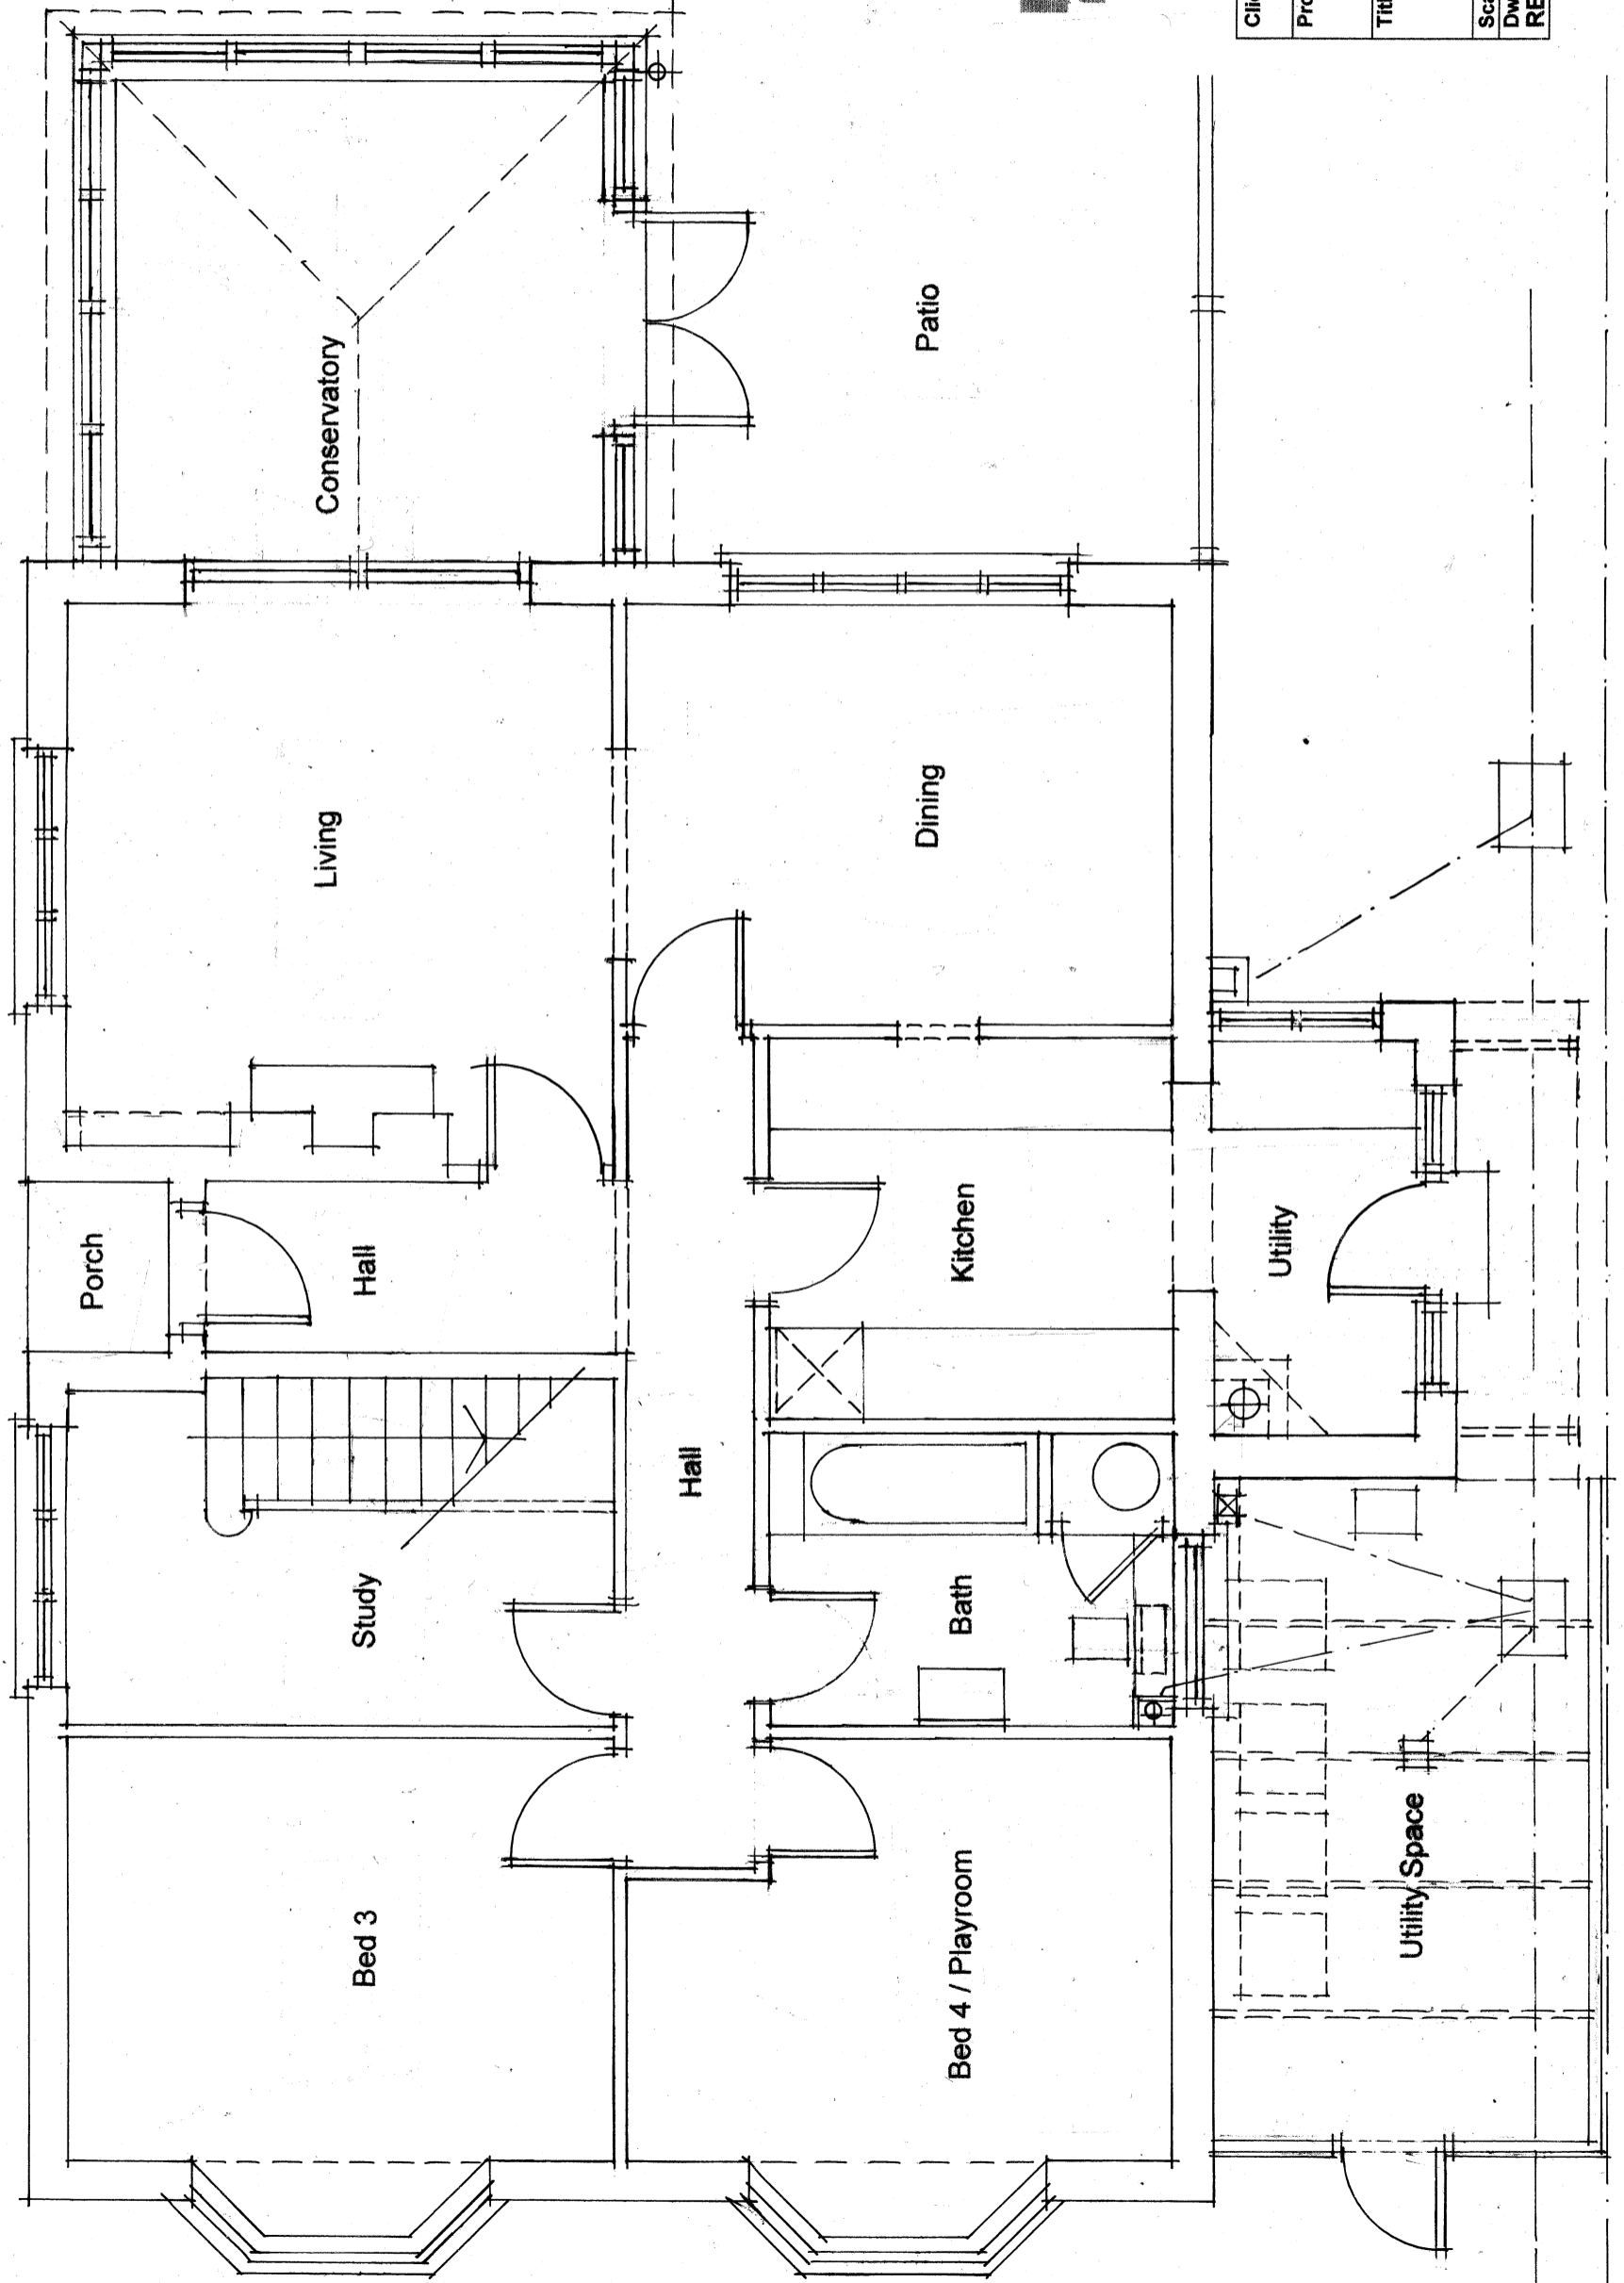 Bed 3
Study
Hall
Porch
Living
Conservatory
Hall
Bed 4 / Playroom
Bath
Kitchen
Dining
Patio
Utility Space
Utility